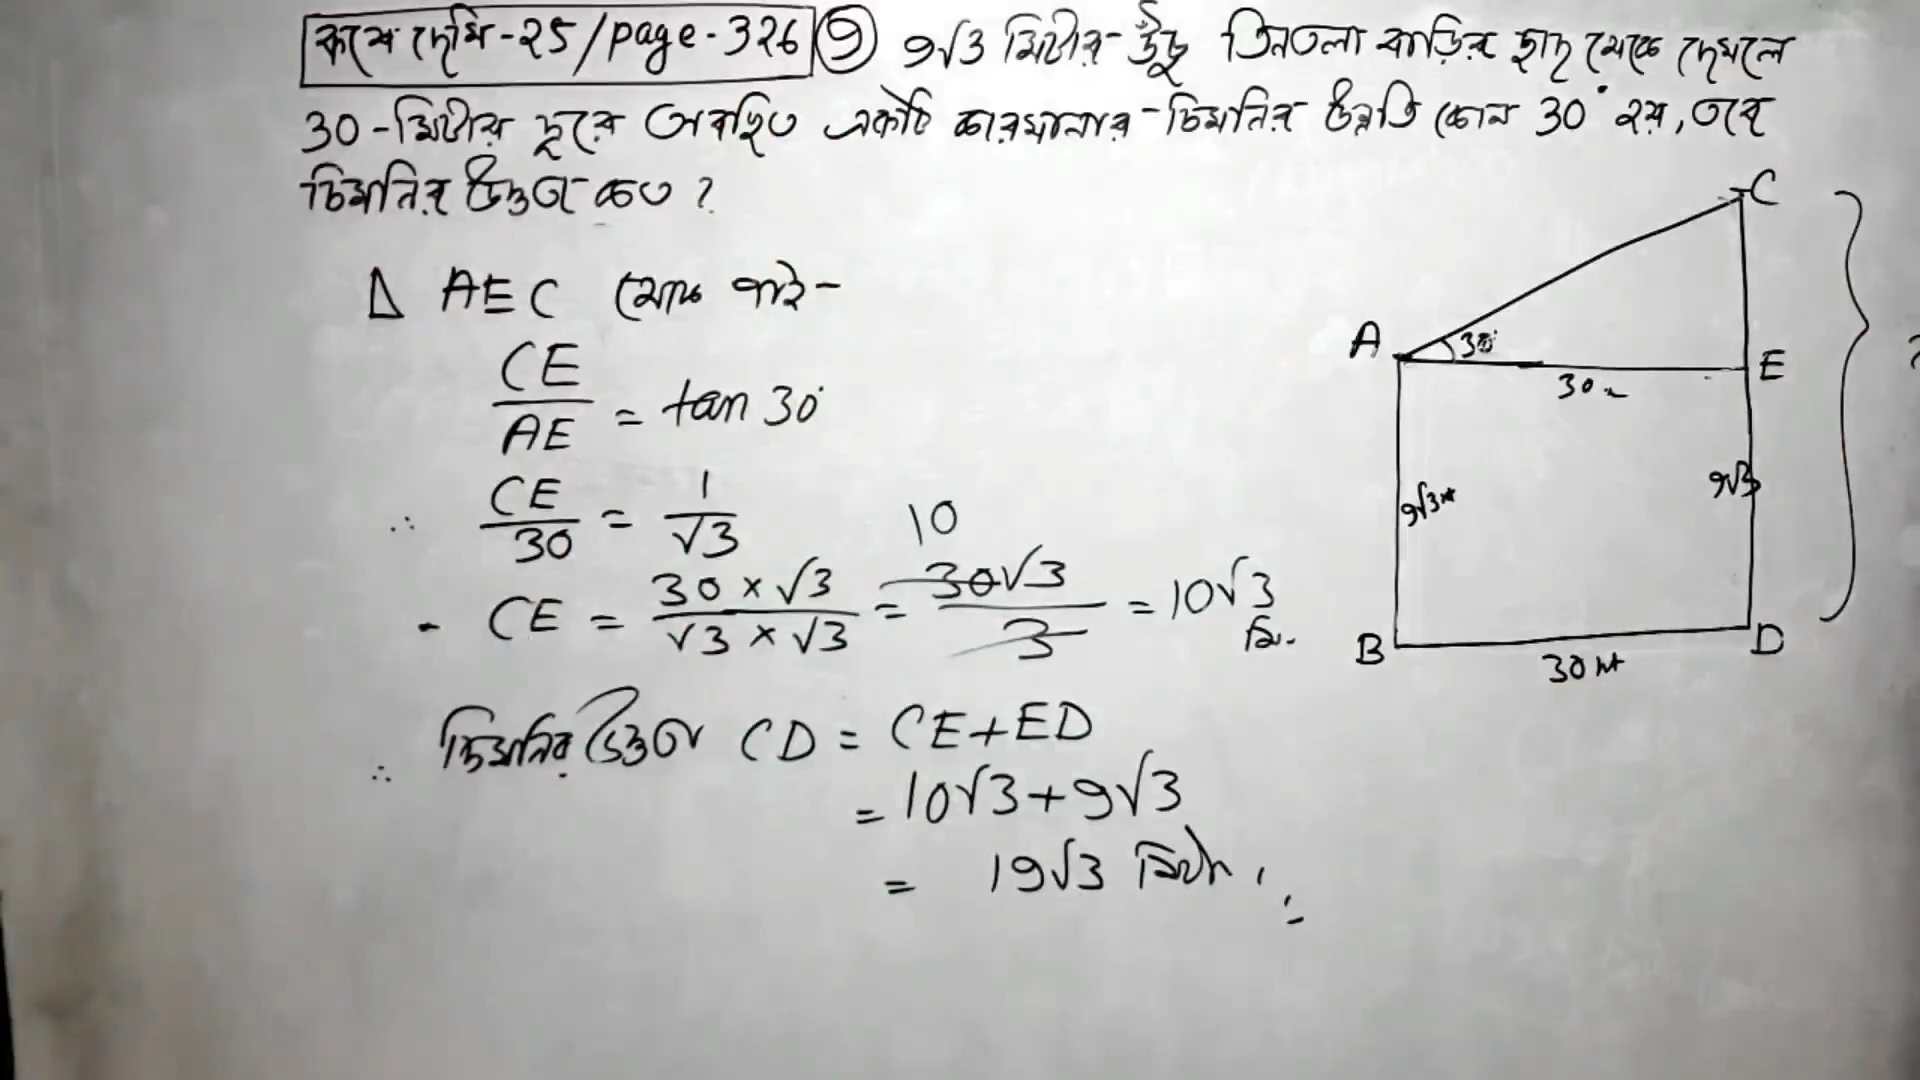 কষে দেখি-25/page-326 ⑨ 9√3 মিটার উঁচু তিনতলা বাড়ির ছাদ থেকে দেখলে
30-মিটার দূরে অবস্থিত একটি কারখানার-চিমনির উন্নতি কোন 30° হয়, তবে
চিমনির উচ্চতা কত ?
Δ AEC থেকে পাই-
CE/AE = tan 30°
∴ CE/30 = 1/√3
CE = 30 × √3/√3 × √3 = 30√3/3 = 10√3 মি.
10
∴ চিমনির উচ্চতা CD = CE+ED
= 10√3+9√3
= 19√3 মিটার।
C
A 30° E
30
9√3 9√3
B D
30 M
?